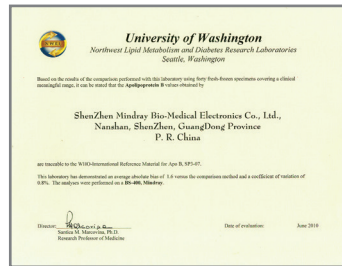 University of Washington
Northwest Lipid Metabolism and Diabetes Research Laboratories
Seattle, Washington
Based on the results of the comparison performed with this laboratory using forty fresh-frozen specimens covering a clinical
meaningful range, it can be stated that the Apolipoprotein B values obtained by
ShenZhen Mindray Bio-Medical Electronics Co., Ltd.,
Nanshan, ShenZhen, GuangDong Province
P. R. China
are traceable to the WHO-International Reference Material for Apo B, SP3-07.
This laboratory has demonstrated an average absolute bias of 1.6 versus the comparison method and a coefficient of variation of
0.8%. The analyses were performed on a BS-400, Mindray.
Director:
Santica M. Marcovina, Ph.D.
Research Professor of Medicine
Date of evaluation: June 2010